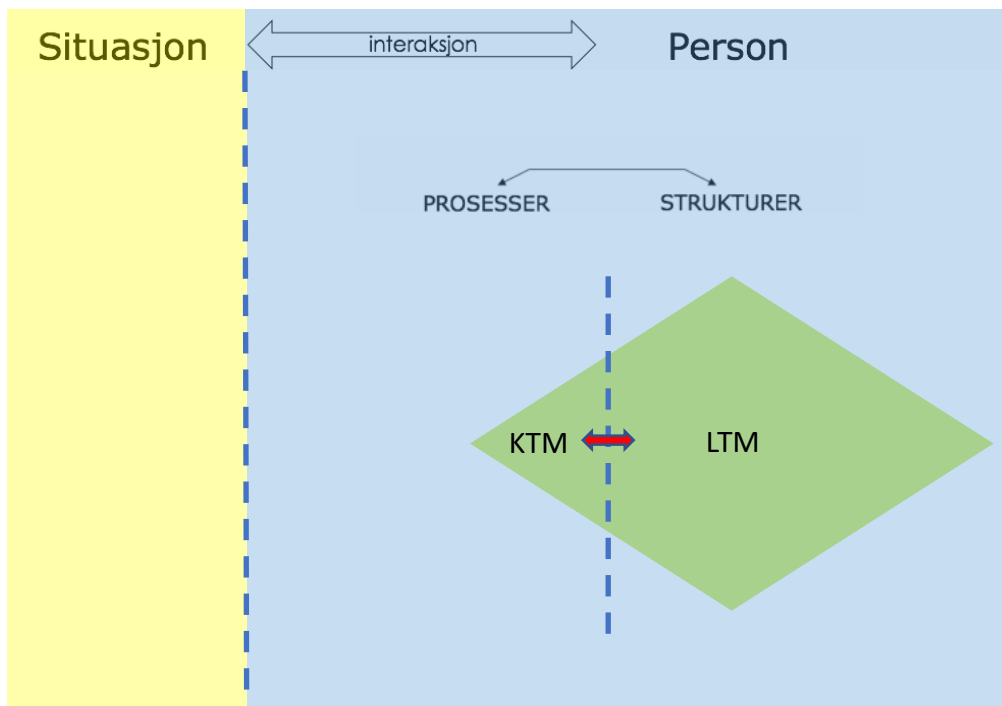 Situasjon
interaksjon
Person
PROSESSER
STRUKTURER
KTM
LTM